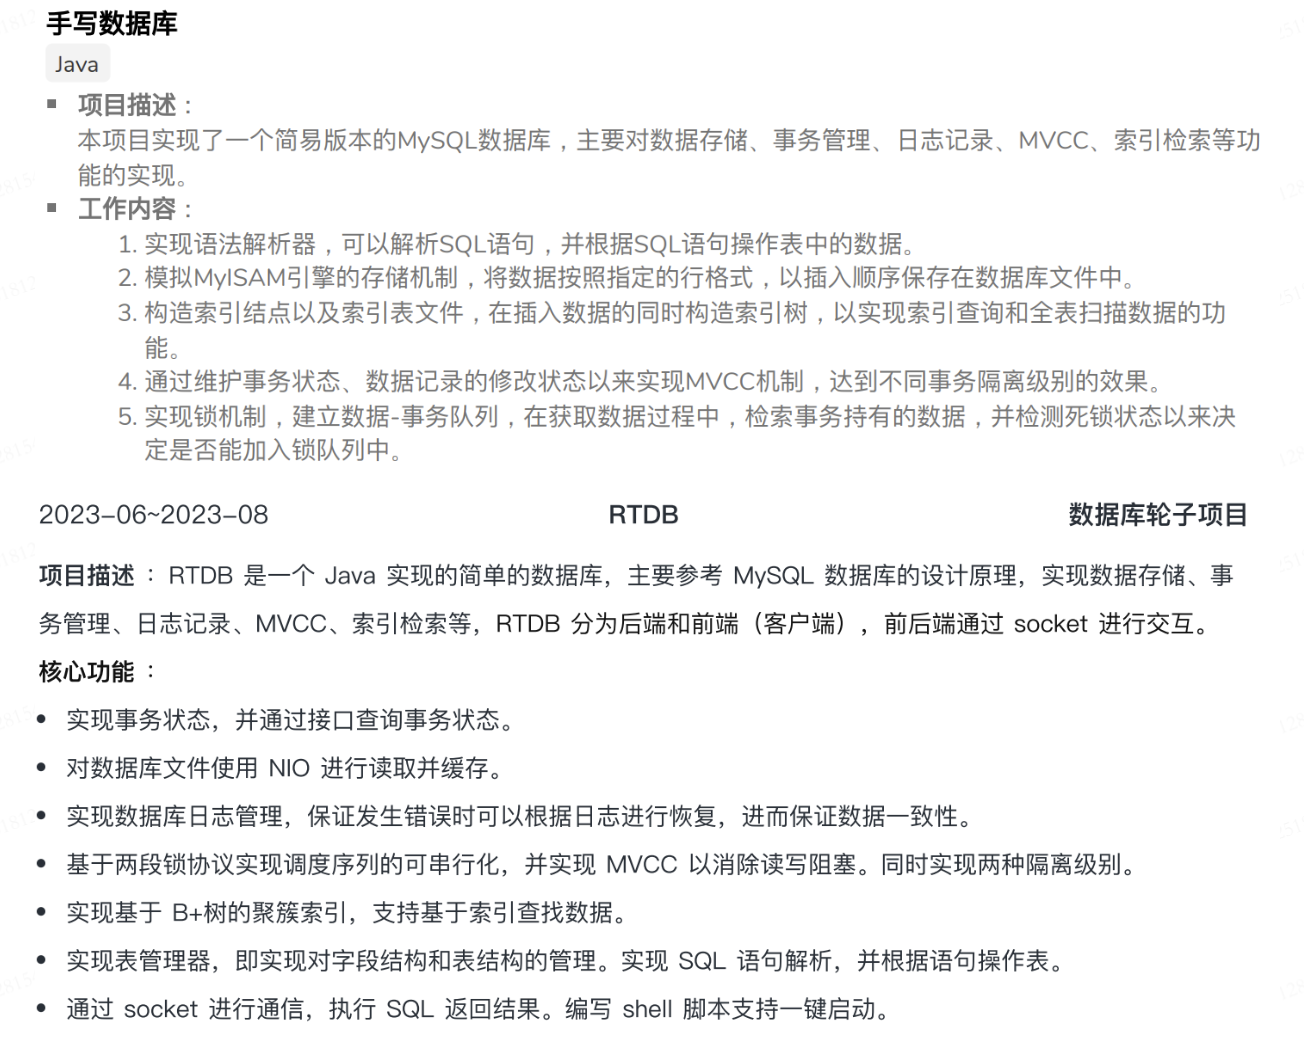 手写数据库
Java
▪ 项目描述：
本项目实现了一个简易版本的MySQL数据库，主要对数据存储、事务管理、日志记录、MVCC、索引检索等功
能的实现。
▪ 工作内容：
1. 实现语法解析器，可以解析SQL语句，并根据SQL语句操作表中的数据。
2. 模拟MyISAM引擎的存储机制，将数据按照指定的行格式，以插入顺序保存在数据库文件中。
3. 构造索引结点以及索引表文件，在插入数据的同时构造索引树，以实现索引查询和全表扫描数据的功
能。
4. 通过维护事务状态、数据记录的修改状态以来实现MVCC机制，达到不同事务隔离级别的效果。
5. 实现锁机制，建立数据-事务队列，在获取数据过程中，检索事务持有的数据，并检测死锁状态以来决
定是否能加入锁队列中。
2023-06~2023-08 RTDB 数据库轮子项目
项目描述：RTDB 是一个 Java 实现的简单的数据库，主要参考 MySQL 数据库的设计原理，实现数据存储、事
务管理、日志记录、MVCC、索引检索等，RTDB 分为后端和前端（客户端），前后端通过 socket 进行交互。
核心功能：
• 实现事务状态，并通过接口查询事务状态。
• 对数据库文件使用 NIO 进行读取并缓存。
• 实现数据库日志管理，保证发生错误时可以根据日志进行恢复，进而保证数据一致性。
• 基于两段锁协议实现调度序列的可串行化，并实现 MVCC 以消除读写阻塞。同时实现两种隔离级别。
• 实现基于 B+树的聚簇索引，支持基于索引查找数据。
• 实现表管理器，即实现对字段结构和表结构的管理。实现 SQL 语句解析，并根据语句操作表。
• 通过 socket 进行通信，执行 SQL 返回结果。编写 shell 脚本支持一键启动。